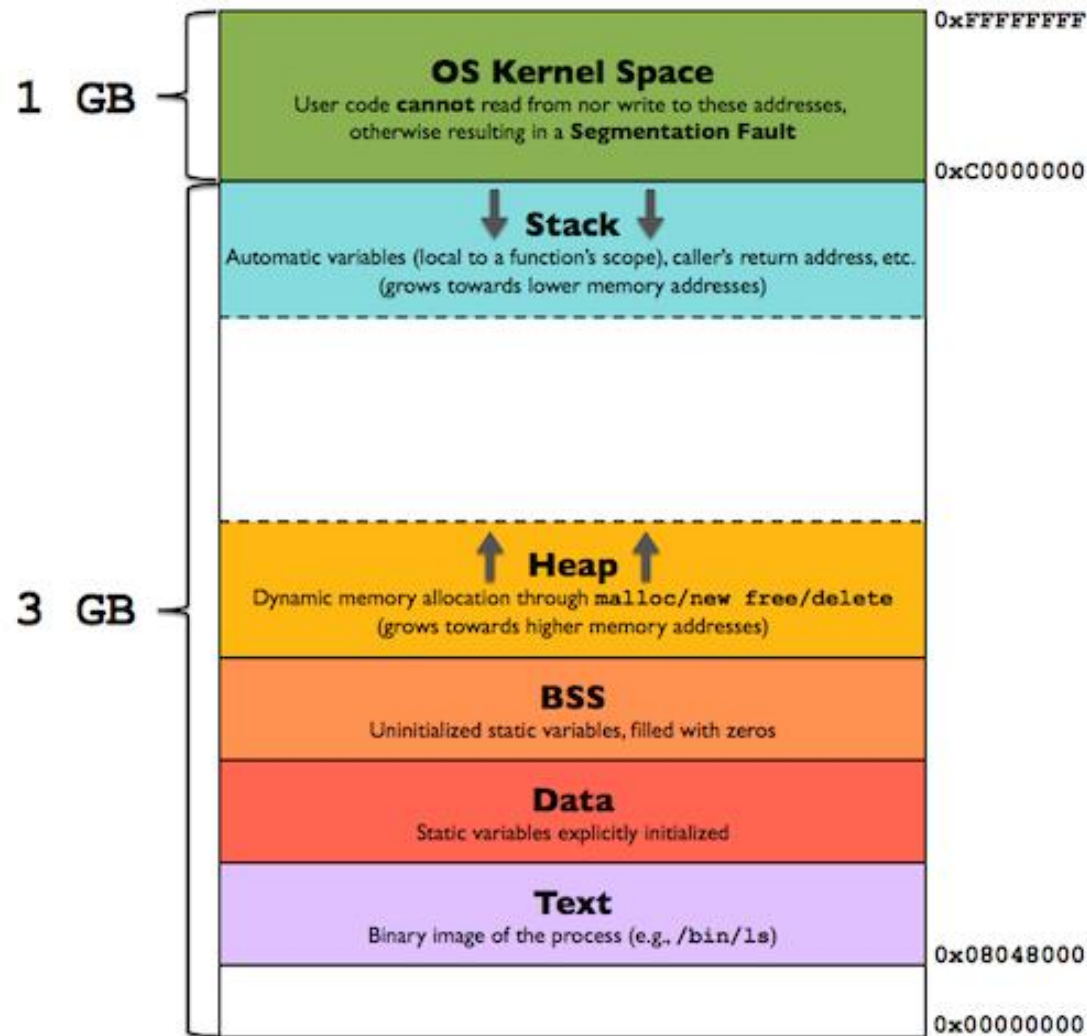 0xFFFFFFFF
OS Kernel Space
1 GB
User code cannot read from nor write to these addresses,
otherwise resulting in a Segmentation Fault
0xC0000000
Stack
Automatic variables (local to a function's scope), caller's return address, etc.
(grows towards lower memory addresses)
Heap
Dynamic memory allocation through malloc/new free/delete
3 GB
(grows towards higher memory addresses)
BSS
Uninitialized static variables, filled with zeros
Data
Static variables explicitly initialized
Text
Binary image of the process (e.g., /bin/ls)
0x08048000
0x00000000